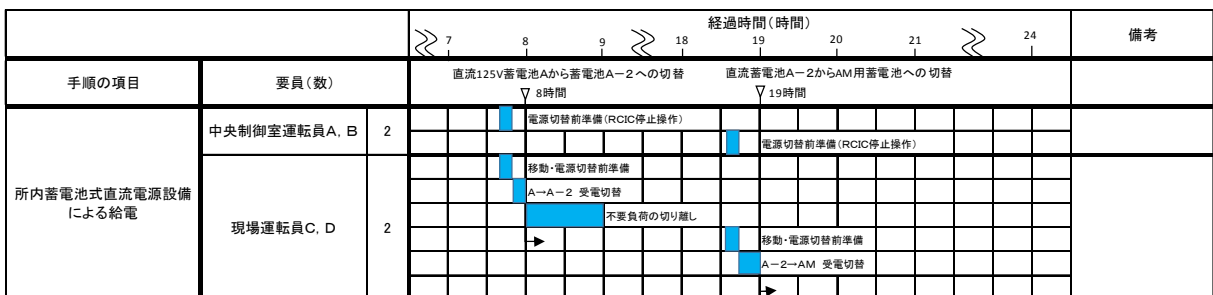 経過時間(時間)
7 8 9 18 19 20 21 24
備考
手順の項目
要員(数)
直流125V蓄電池Aから蓄電池A-2への切替
直流蓄電池A-2からAM用蓄電池への切替
▽ 8時間
▽ 19時間
所内蓄電池式直流電源設備
による給電
中央制御室運転員A, B
2
電源切替前準備(RCIC停止操作)
電源切替前準備(RCIC停止操作)
現場運転員C, D
2
移動・電源切替前準備
A→A-2 受電切替
不要負荷の切り離し
移動・電源切替前準備
A-2→AM 受電切替